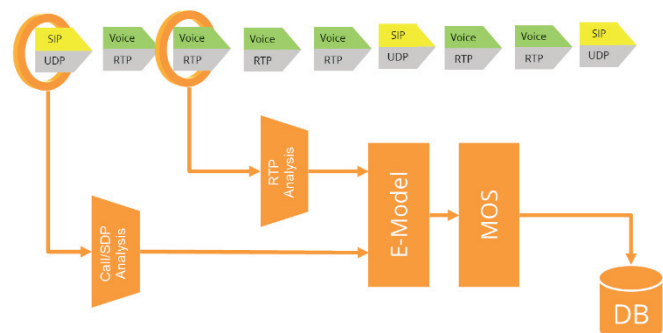 SIP
UDP
Voice
RTP
Voice
RTP
Voice
RTP
Voice
RTP
SIP
UDP
Voice
RTP
Voice
RTP
SIP
UDP
RTP
Analysis
Call/SDP
Analysis
E-Model
MOS
DB